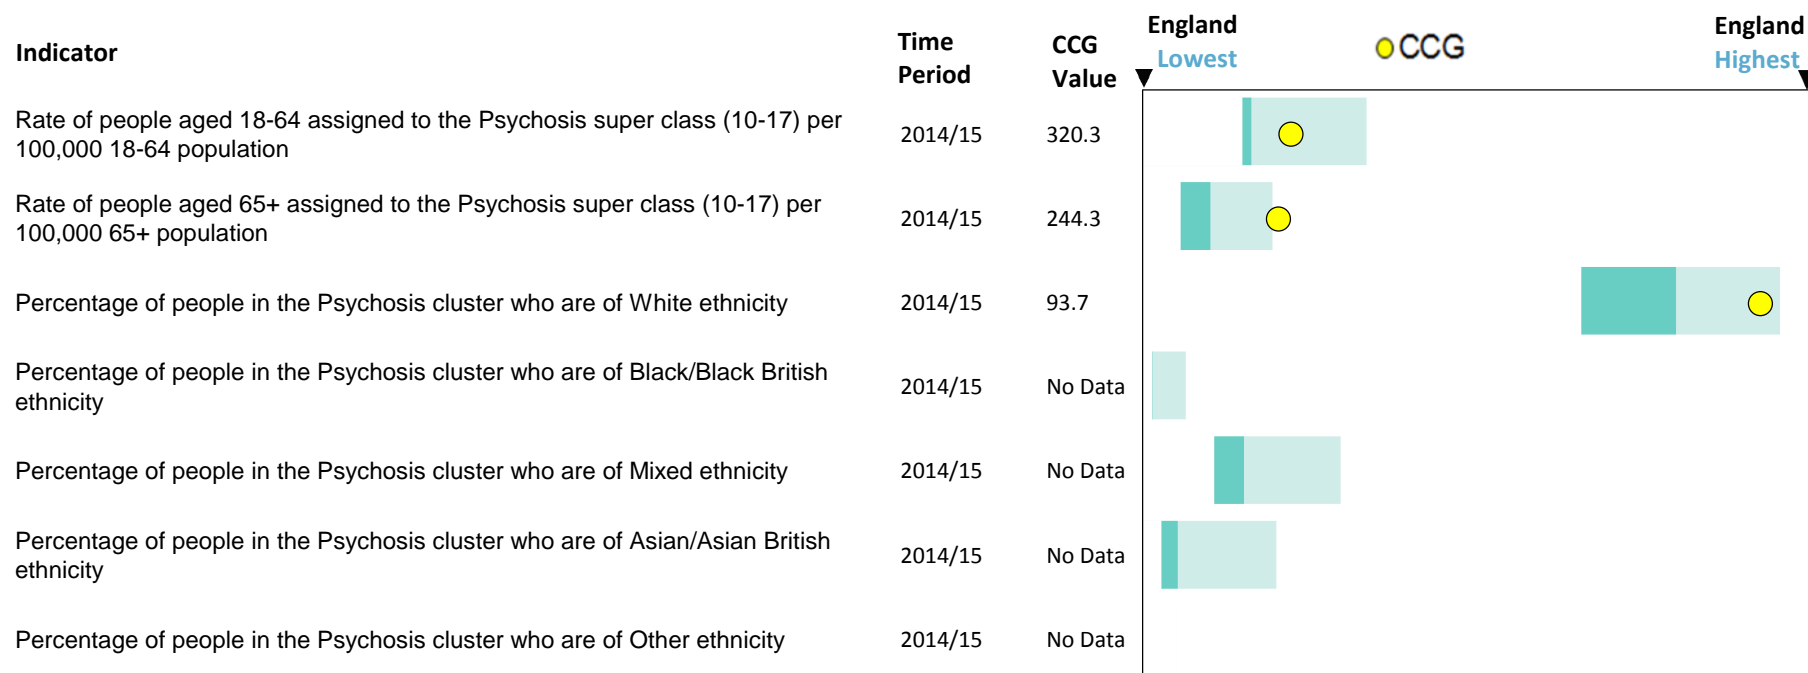 Indicator
Time
Period
CCG
Value
England
Lowest
CCG
England
Highest
Rate of people aged 18-64 assigned to the Psychosis super class (10-17) per
100,000 18-64 population
2014/15
320.3
Rate of people aged 65+ assigned to the Psychosis super class (10-17) per
100,000 65+ population
2014/15
244.3
Percentage of people in the Psychosis cluster who are of White ethnicity
2014/15
93.7
Percentage of people in the Psychosis cluster who are of Black/Black British
ethnicity
2014/15
No Data
Percentage of people in the Psychosis cluster who are of Mixed ethnicity
2014/15
No Data
Percentage of people in the Psychosis cluster who are of Asian/Asian British
ethnicity
2014/15
No Data
Percentage of people in the Psychosis cluster who are of Other ethnicity
2014/15
No Data